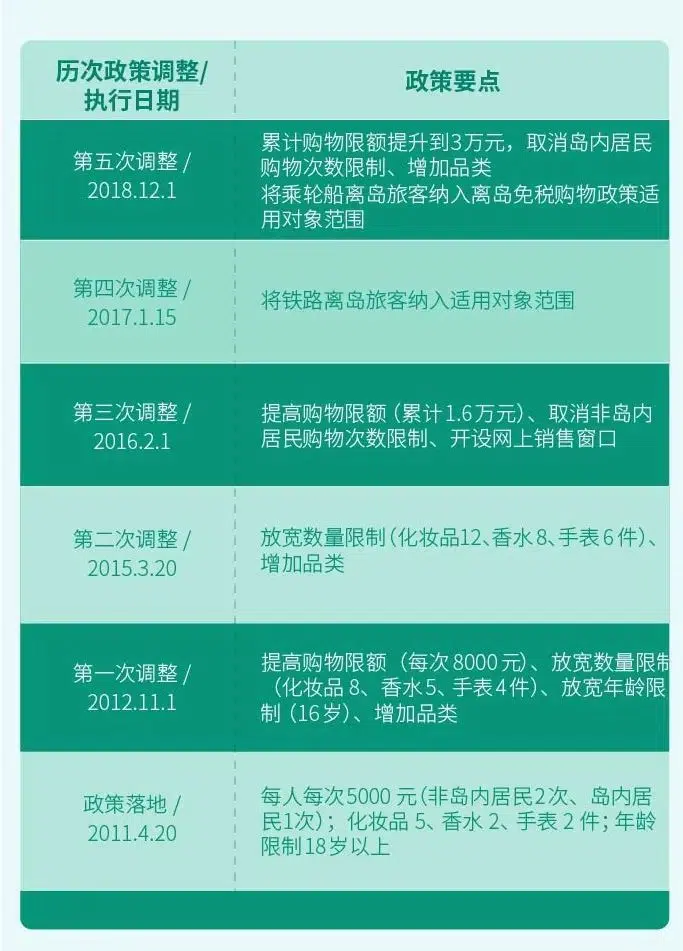 历次政策调整/
执行日期
政策要点
第五次调整 /
2018.12.1
累计购物限额提升到3万元，取消岛内居民
购物次数限制、增加品类
将乘轮船离岛旅客纳入离岛免税购物政策适
用对象范围
第四次调整 /
2017.1.15
将铁路离岛旅客纳入适用对象范围
第三次调整 /
2016.2.1
提高购物限额（累计1.6万元）、取消非岛内
居民购物次数限制、开设网上销售窗口
第二次调整 /
2015.3.20
放宽数量限制（化妆品12、香水8、手表6件）、
增加品类
第一次调整 /
2012.11.1
提高购物限额（每次8000元）、放宽数量限制
（化妆品 8、香水5、手表4件）、放宽年龄限
制（16岁）、增加品类
政策落地 /
2011.4.20
每人每次5000 元（非岛内居民2次、岛内居
民1次）；化妆品 5、香水 2、手表 2 件；年龄
限制18岁以上